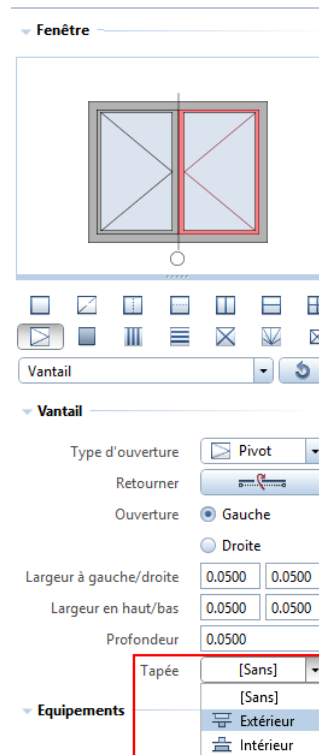 Fenêtre
Vantail
Vantail
Type d'ouverture Pivot
Retourner
Ouverture Gauche
Droite
Largeur à gauche/droite 0.0500 0.0500
Largeur en haut/bas 0.0500 0.0500
Profondeur 0.0500
Tapée [Sans]
[Sans]
Equipements Extérieur
Intérieur